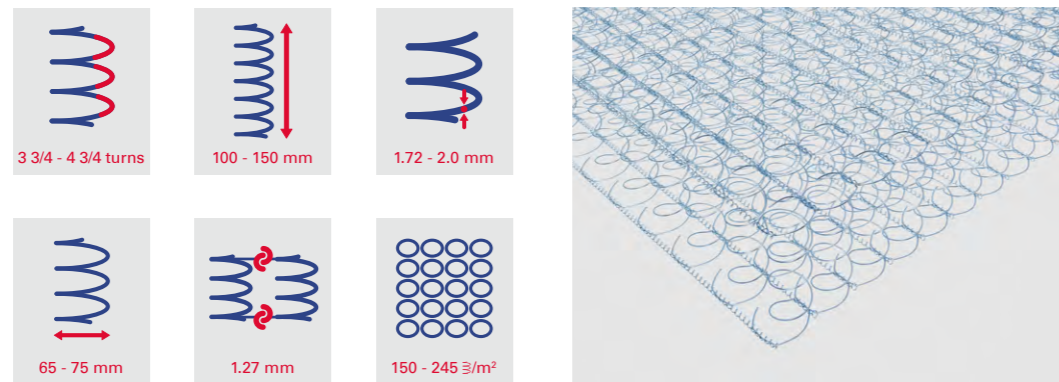 3 3/4 - 4 3/4 turns
100 - 150 mm
1.72 - 2.0 mm
65 - 75 mm
1.27 mm
150 - 245 /m²